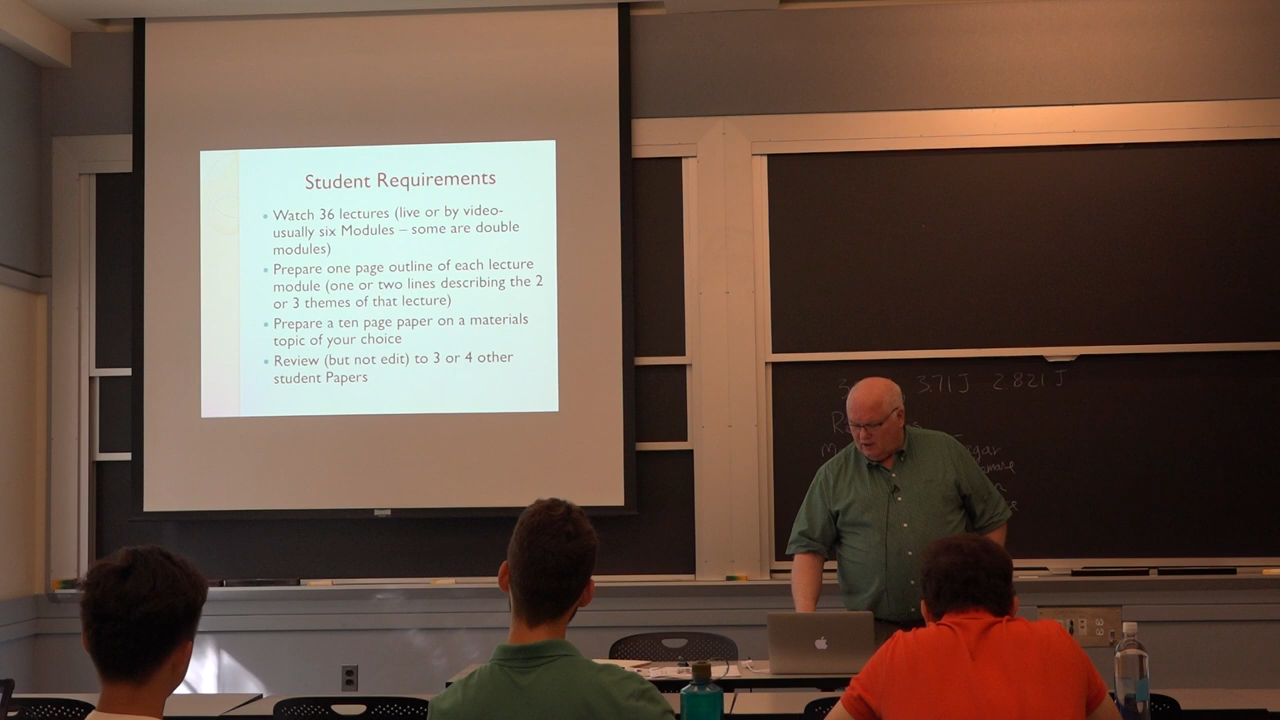 Student Requirements
Watch 36 lectures (live or by video-
usually six Modules – some are double
modules)
Prepare one page outline of each lecture
module (one or two lines describing the 2
or 3 themes of that lecture)
Prepare a ten page paper on a materials
topic of your choice
Review (but not edit) to 3 or 4 other
student Papers
3.71J 2.821J